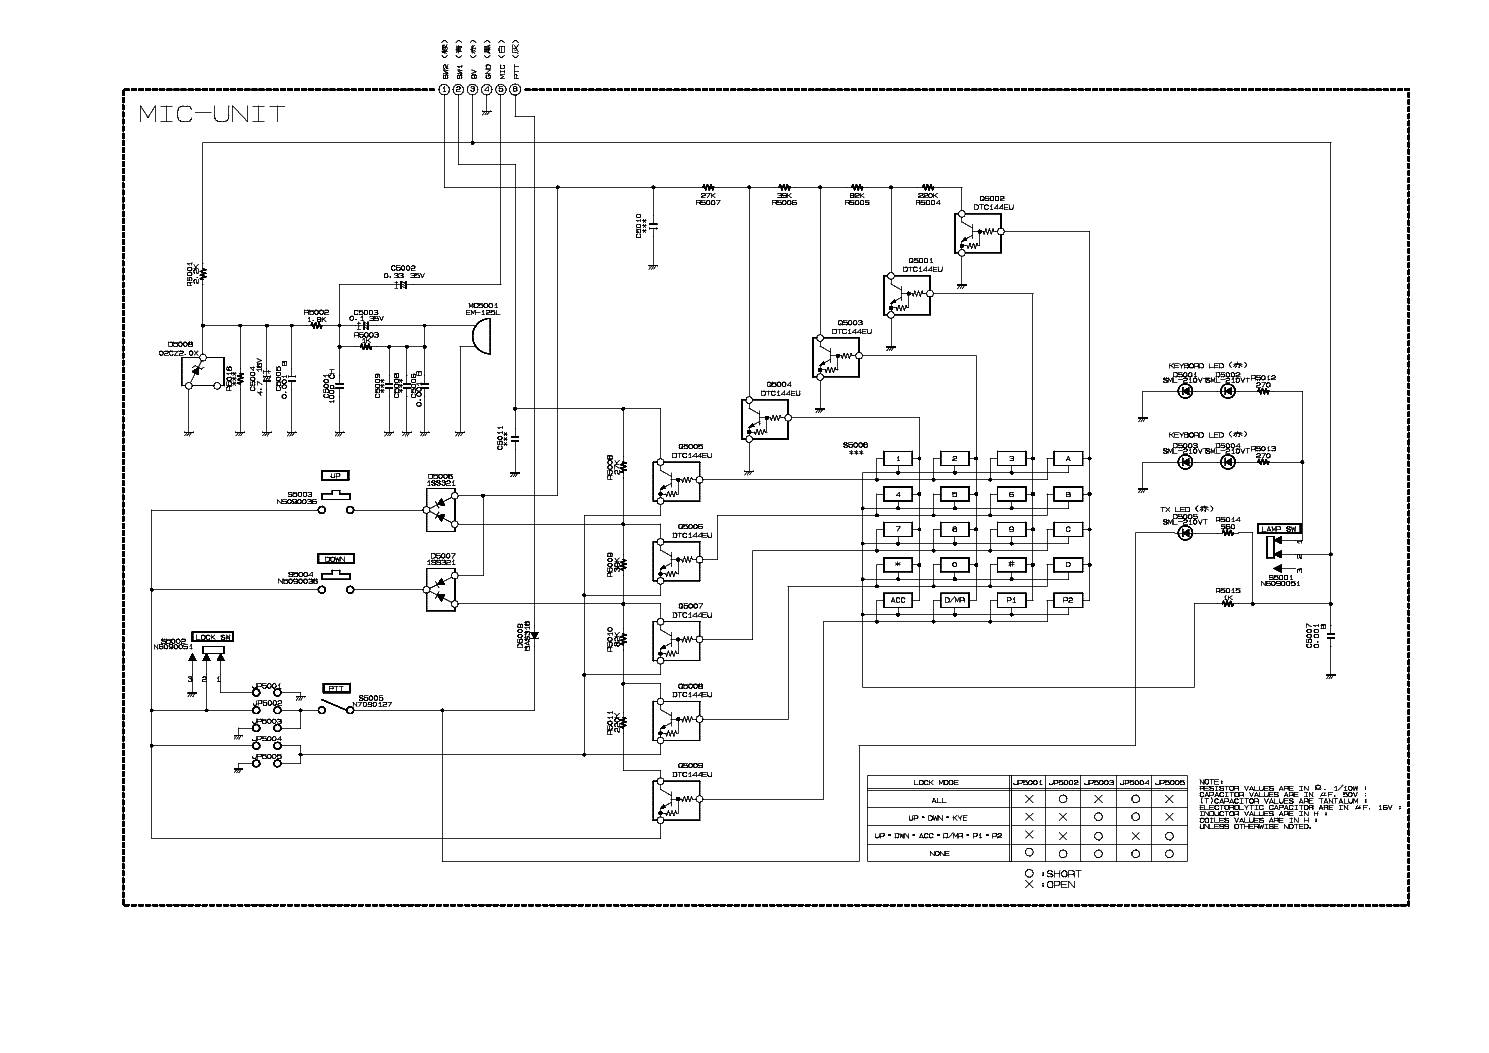 SW2 (緑)
SW1 (青)
8V (赤)
GND (黒)
MIC (白)
PTT (灰)
1 2 3 4 5 6
MIC-UNIT
27K
R5007
39K
R5006
82K
R5005
220K
R5004
Q5002
DTC144EU
C5010
***
Q5001
DTC144EU
R5001
2.2K
C5002
0.33 35V
MC5001
EM-125L
R5002
1.8K
C5003
0.1 35V
R5003
1K
Q5003
DTC144EU
D5008
02CZ2.0X
R5016
***
C5004
4.7 16V
C5005
0.001 B
C5001
100p CH
C5009
***
C5008
***
C5006
Q5004
DTC144EU
KEYBORD LED (赤)
D5001
SML-210VT
D5002
SML-210VT
R5012
270
C5011
***
S5006
***
KEYBORD LED (赤)
D5003
SML-210VT
D5004
SML-210VT
R5013
270
Q5005
DTC144EU
R5008
27K
1 2 3 A
UP
S5003
N5090036
D5006
1SS321
4 5 6 B
TX LED (赤)
D5005
SML-210VT
R5014
560
LAMP SW
1
2
3
S5001
N6090051
Q5006
DTC144EU
7 8 9 C
DOWN
S5004
N5090036
D5007
1SS321
R5009
39K
* 0 # D
R5015
1K
Q5007
DTC144EU
ACC D/MR P1 P2
D5009
R5010
82K
C5007
0.001 B
S5002
N6090051
LOCK SW
3 2 1
JP5001
JP5002
JP5003
JP5004
JP5005
PTT
S5005
N7090127
Q5008
DTC144EU
R5011
220K
Q5009
DTC144EU
LOCK MODE JP5001 JP5002 JP5003 JP5004 JP5005
ALL × ○ × ○ ×
UP・DWN・KYE × × ○ ○ ×
UP・DWN・ACC・D/MR・P1・P2 × × ○ × ○
NONE ○ ○ ○ ○ ○
○ : SHORT
× : OPEN
NOTE:
RESISTOR VALUES ARE IN Ω, 1/10W ;
CAPACITOR VALUES ARE IN μF, 50V ;
(T)CAPACITOR VALUES ARE TANTALUM ;
ELECTOROLYTIC CAPACITOR ARE IN μF, 16V ;
INDUCTOR VALUES ARE IN H ;
COILES VALUES ARE IN H ;
UNLESS OTHERWISE NOTED.